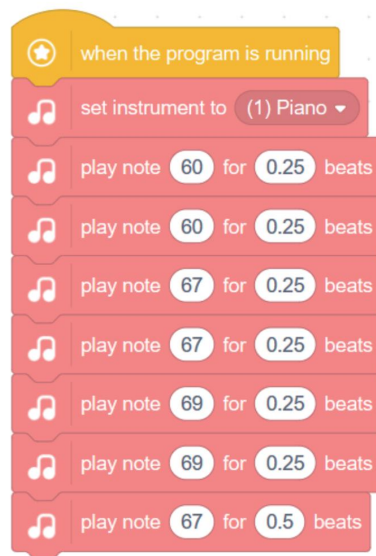 when the program is running
set instrument to (1) Piano
play note 60 for 0.25 beats
play note 60 for 0.25 beats
play note 67 for 0.25 beats
play note 67 for 0.25 beats
play note 69 for 0.25 beats
play note 69 for 0.25 beats
play note 67 for 0.5 beats